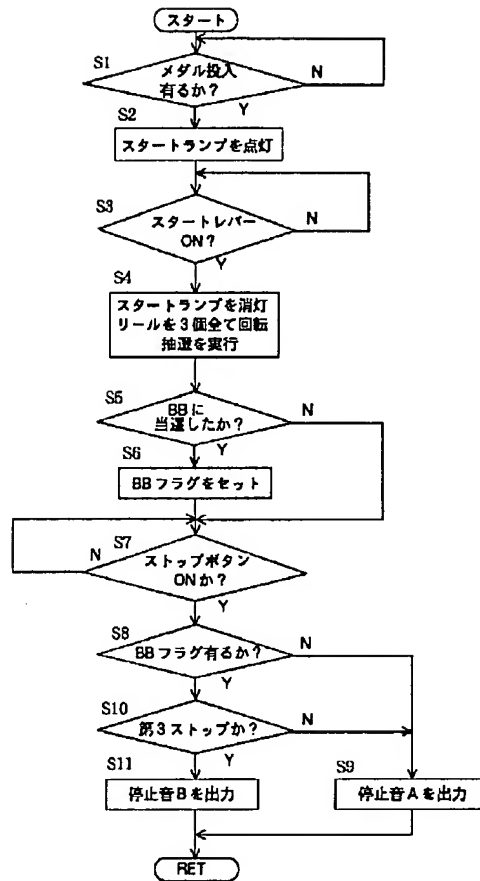 スタート
S1
メダル投入
有るか?
N
Y
S2
スタートランプを点灯
S3
スタートレバー
ON?
N
Y
S4
スタートランプを消灯
リールを3個全て回転
抽選を実行
S5
BBに
当選したか?
N
Y
S6
BBフラグをセット
N
S7
ストップボタン
ONか?
Y
S8
BBフラグ有るか?
N
Y
S10
第3ストップか?
N
Y
S11
停止音Bを出力
S9
停止音Aを出力
RET